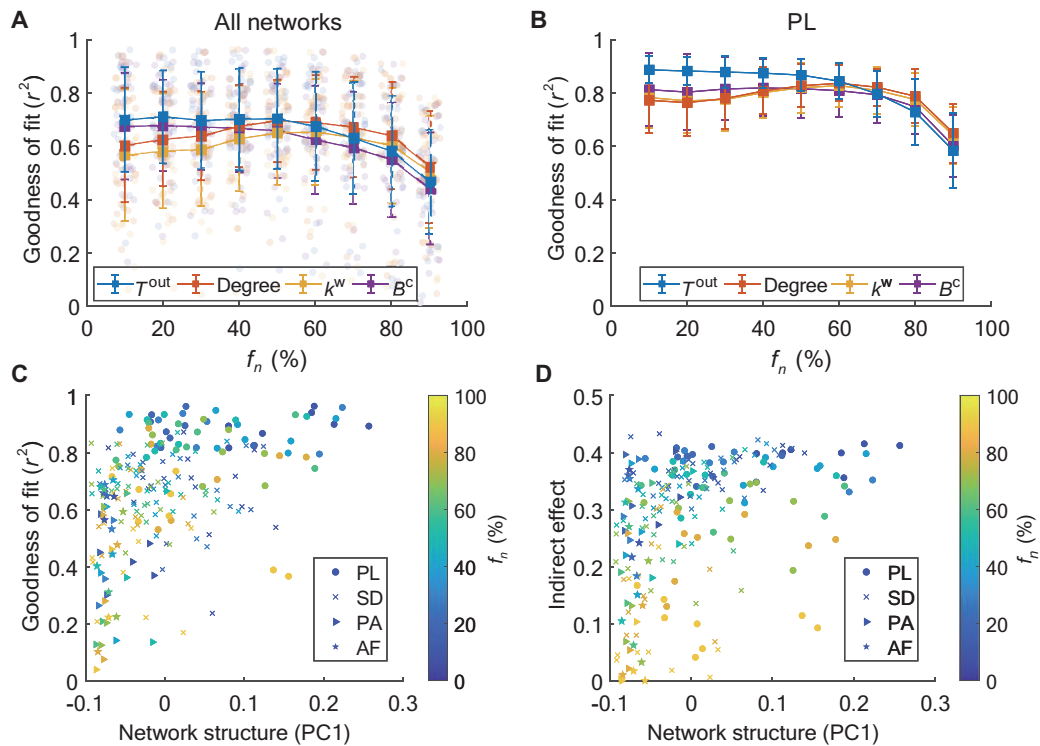 A All networks
Goodness of fit (r²)
1
0.8
0.6
0.4
0.2
0
T^out Degree k^w B^c
0 20 40 60 80 100
f_n (%)
B PL
Goodness of fit (r²)
1
0.8
0.6
0.4
0.2
0
T^out Degree k^w B^c
0 20 40 60 80 100
f_n (%)
C
Goodness of fit (r²)
1
0.8
0.6
0.4
0.2
0
PL
SD
PA
AF
-0.1 0 0.1 0.2 0.3
Network structure (PC1)
100
80
60
40
20
0
f_n (%)
D
Indirect effect
0.5
0.4
0.3
0.2
0.1
0
PL
SD
PA
AF
-0.1 0 0.1 0.2 0.3
Network structure (PC1)
100
80
60
40
20
0
f_n (%)